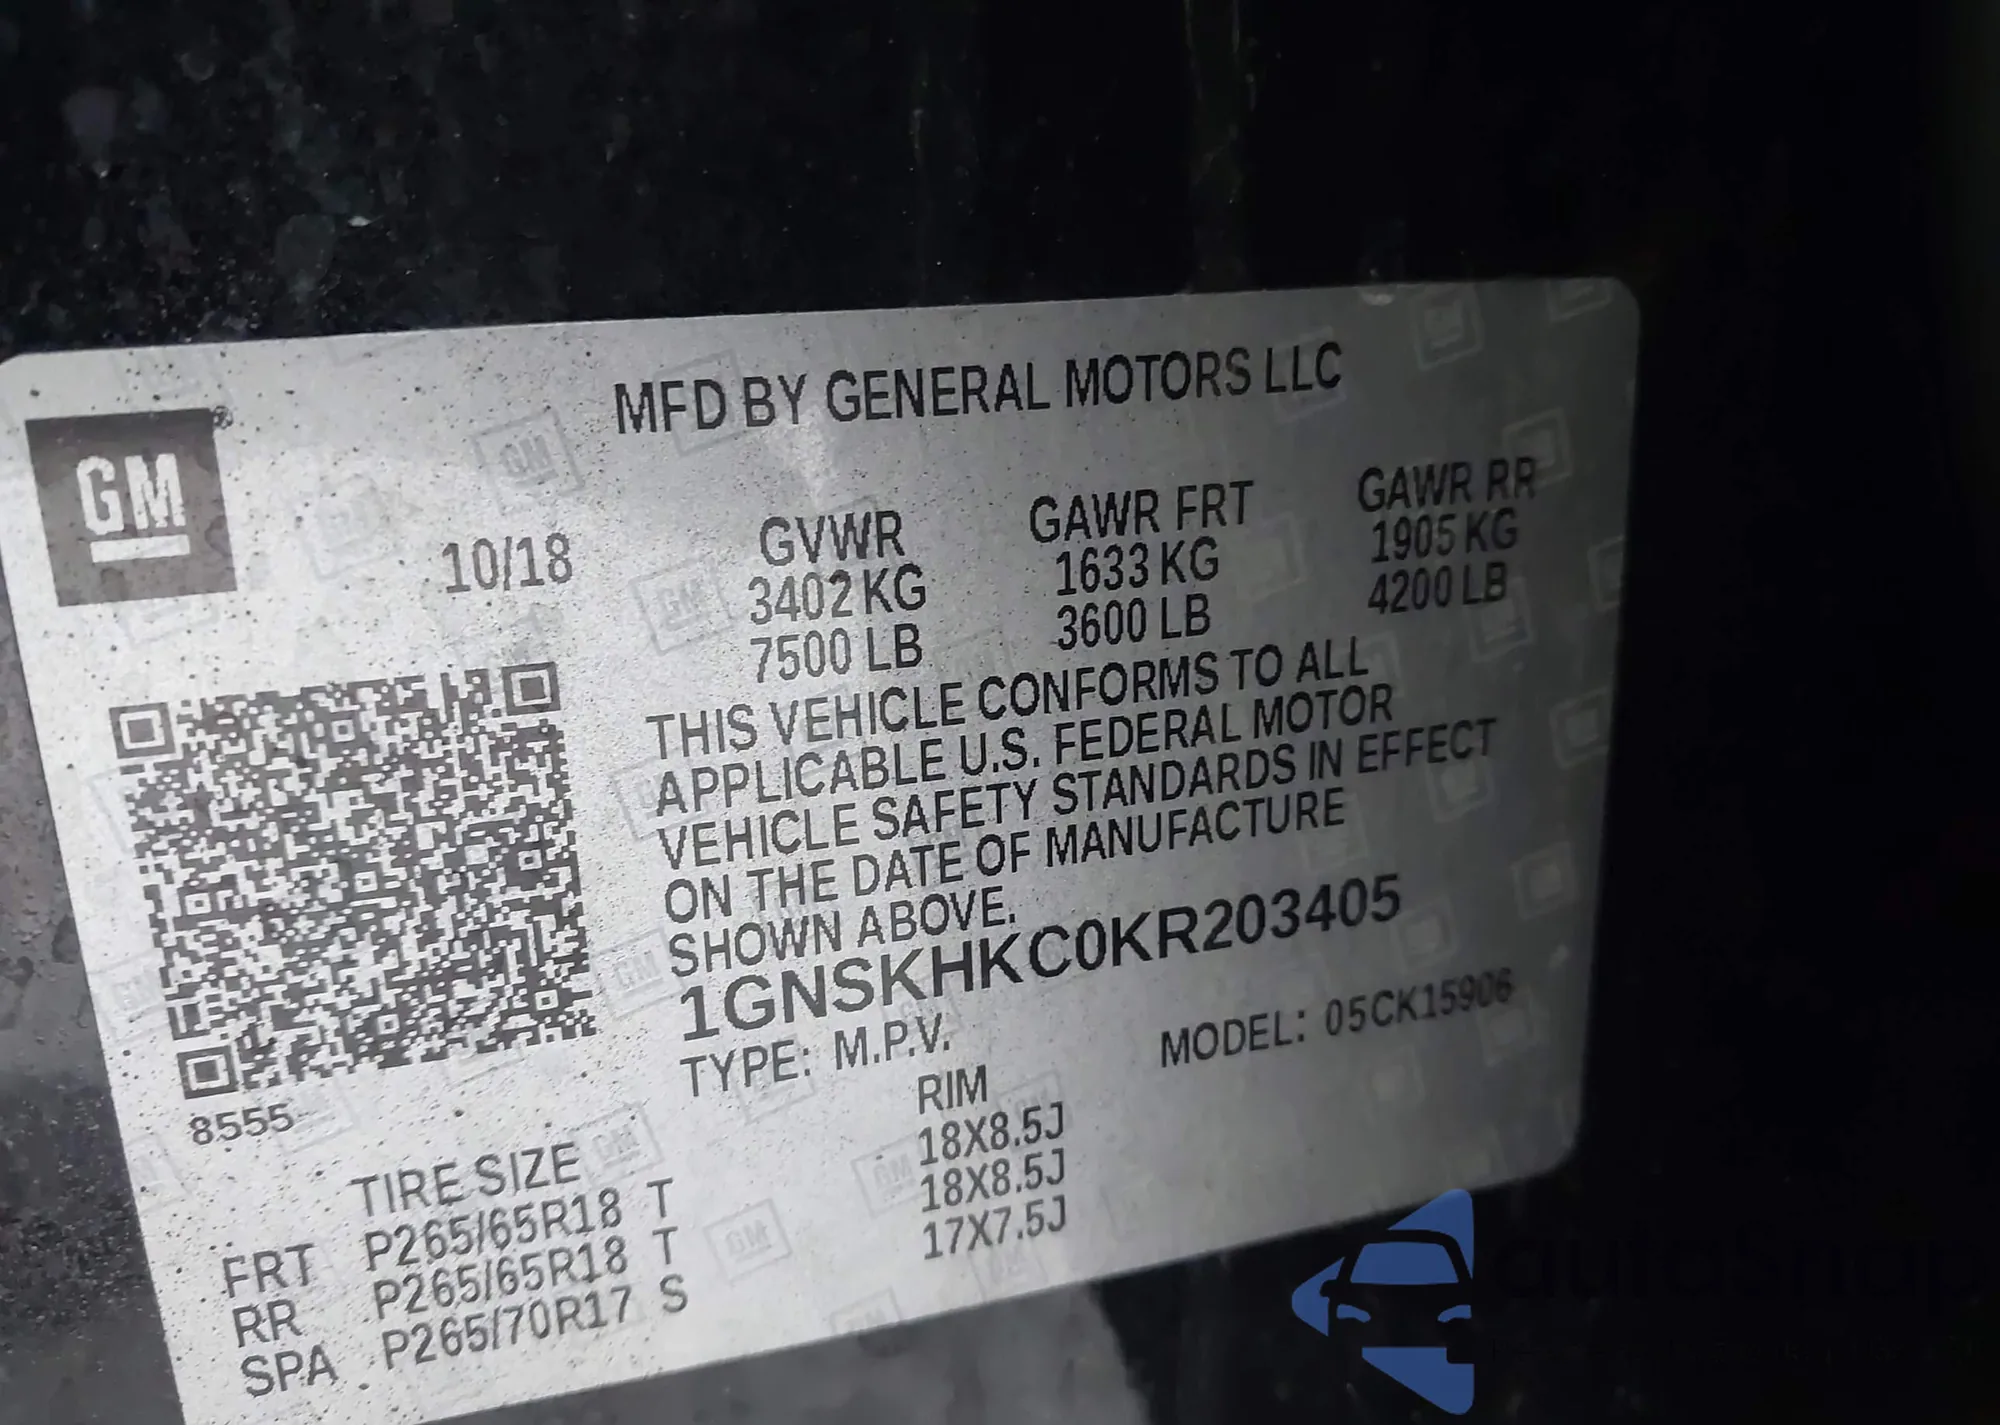 MFD BY GENERAL MOTORS LLC
GM®
10/18
GVWR GAWR FRT GAWR RR
3402 KG 1633 KG 1905 KG
7500 LB 3600 LB 4200 LB
THIS VEHICLE CONFORMS TO ALL
APPLICABLE U.S. FEDERAL MOTOR
VEHICLE SAFETY STANDARDS IN EFFECT
ON THE DATE OF MANUFACTURE
SHOWN ABOVE.
1GNSKHKC0KR203405
TYPE: M.P.V. MODEL: 05CK15906
8555
TIRE SIZE RIM
FRT P265/65R18 T 18X8.5J
RR P265/65R18 T 18X8.5J
SPA P265/70R17 S 17X7.5J